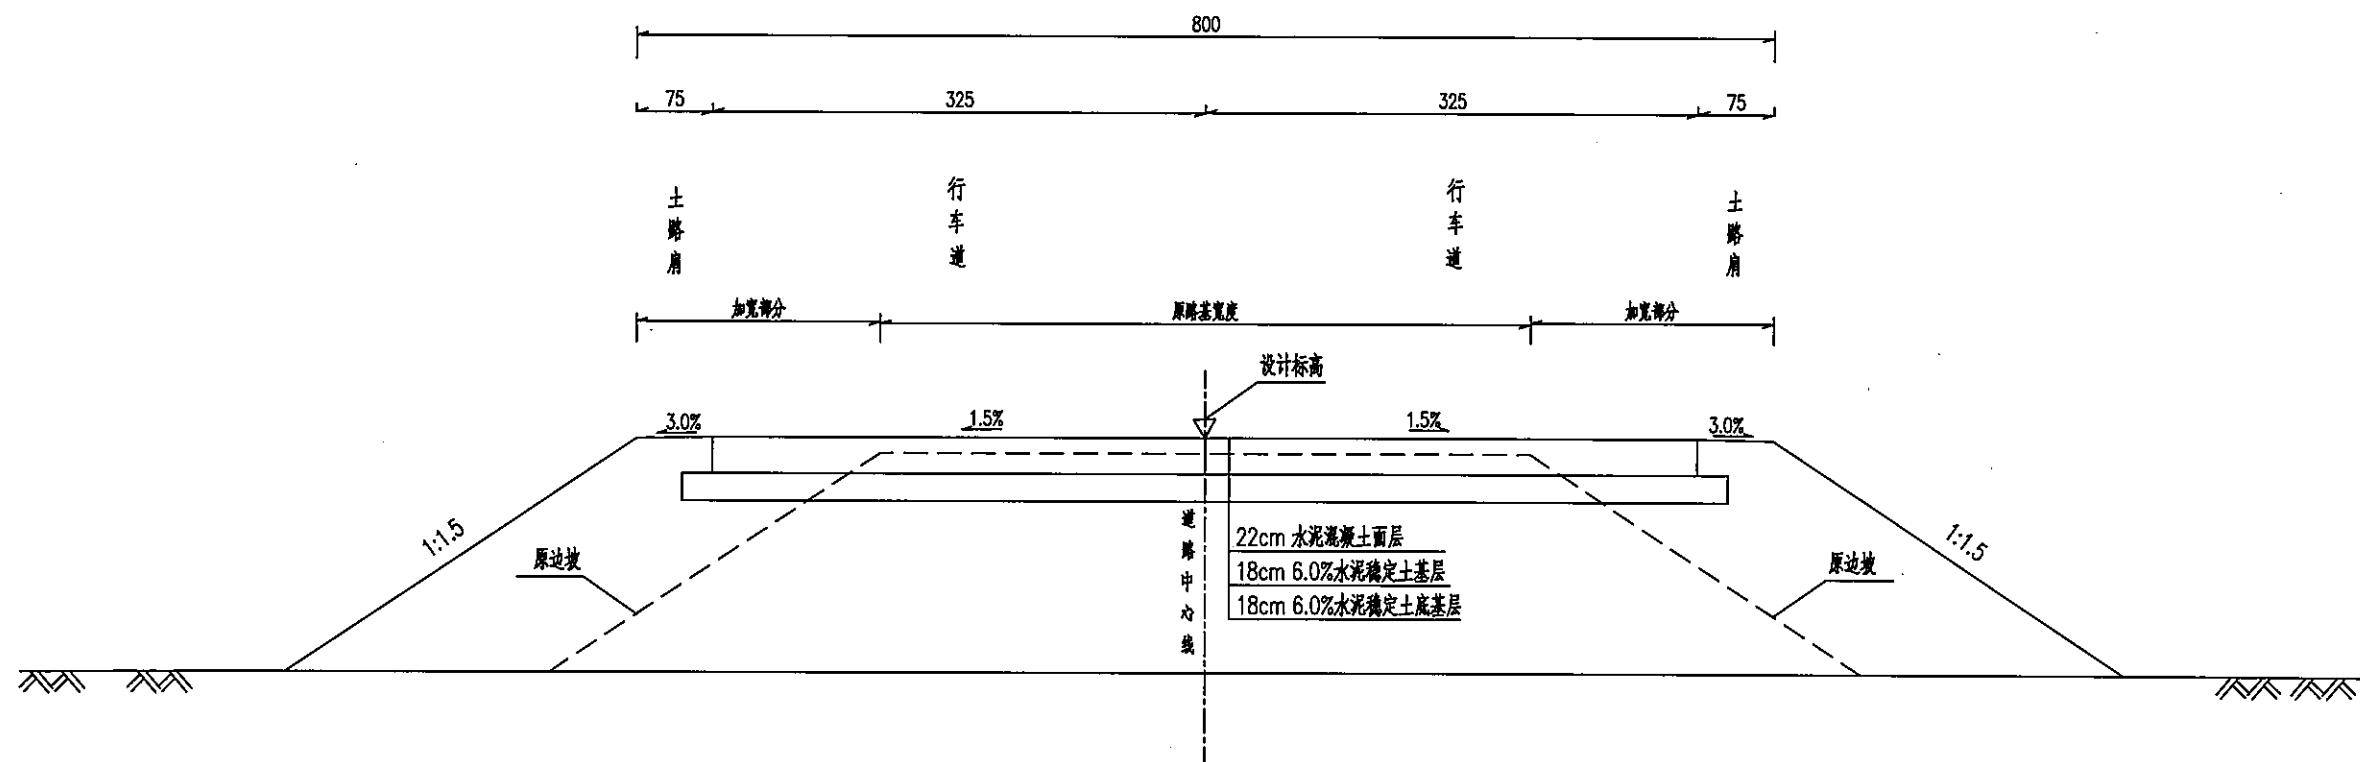 800
75
325
325
75
土路肩
行车道
行车道
土路肩
加宽部分
原路基宽度
加宽部分
设计标高
3.0%
1.5%
1.5%
3.0%
1:1.5
1:1.5
原边坡
原边坡
道路中心线
22cm 水泥混凝土面层
18cm 6.0%水泥稳定土基层
18cm 6.0%水泥稳定土底基层